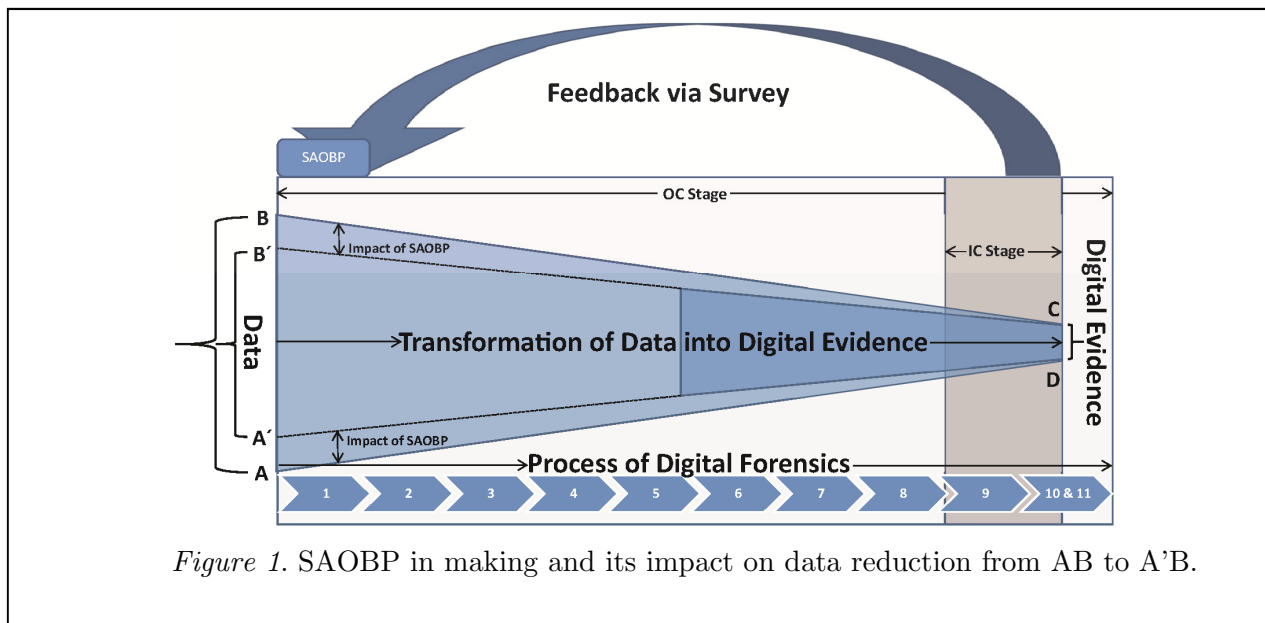 Feedback via Survey
SAOBP
OC Stage
B
Impact of SAOBP
B´
IC Stage
C
Data
Transformation of Data into Digital Evidence
Digital Evidence
D
A´
Impact of SAOBP
A
Process of Digital Forensics
1 2 3 4 5 6 7 8 9 10 & 11
Figure 1. SAOBP in making and its impact on data reduction from AB to A’B.